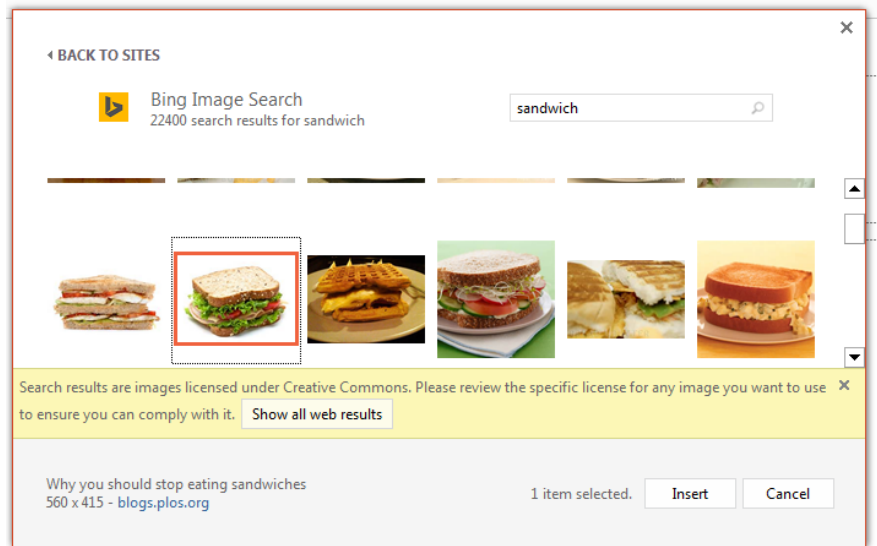 BACK TO SITES
Bing Image Search
22400 search results for sandwich
sandwich
Search results are images licensed under Creative Commons. Please review the specific license for any image you want to use
to ensure you can comply with it. Show all web results
Why you should stop eating sandwiches
560 x 415 - blogs.plos.org
1 item selected. Insert Cancel